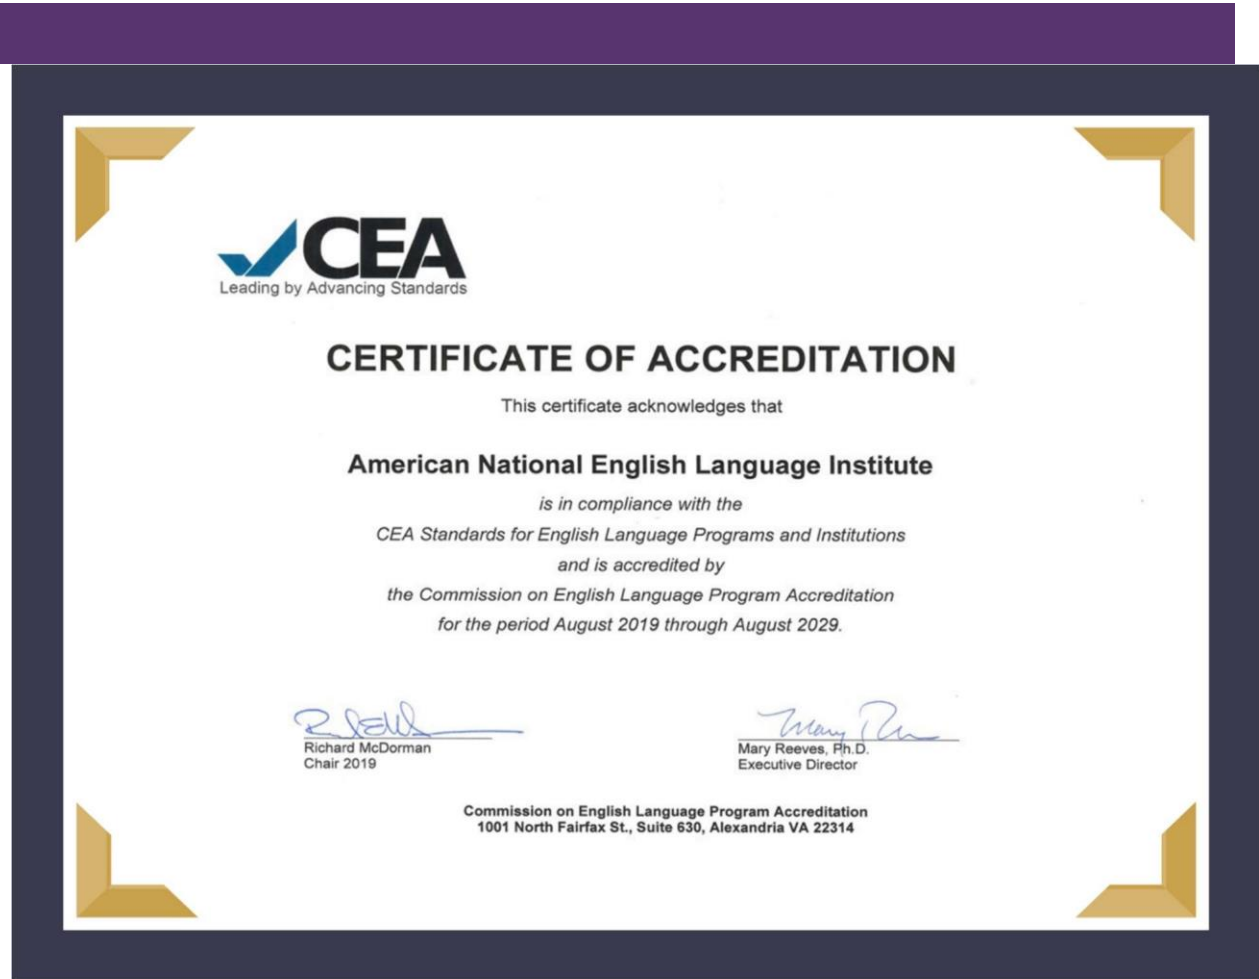 CEA
Leading by Advancing Standards
CERTIFICATE OF ACCREDITATION
This certificate acknowledges that
American National English Language Institute
is in compliance with the
CEA Standards for English Language Programs and Institutions
and is accredited by
the Commission on English Language Program Accreditation
for the period August 2019 through August 2029.
Richard McDorman
Chair 2019
Mary Reeves, Ph.D.
Executive Director
Commission on English Language Program Accreditation
1001 North Fairfax St., Suite 630, Alexandria VA 22314